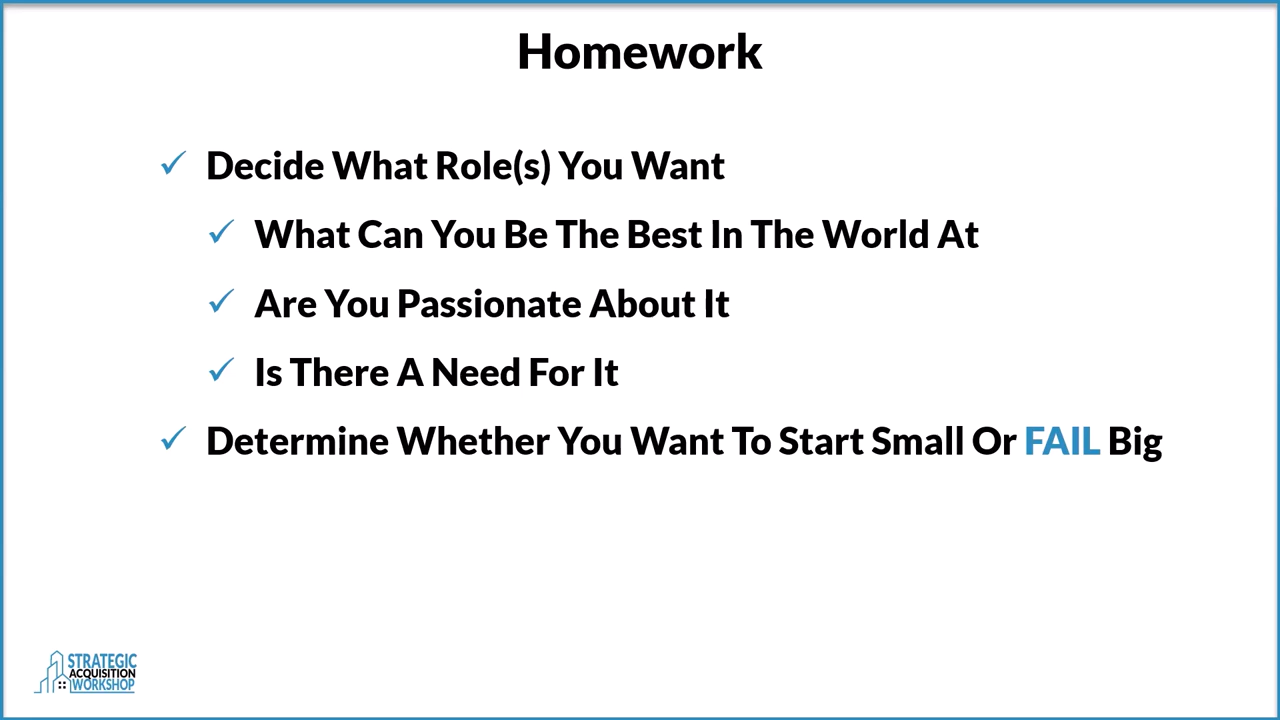 Homework
Decide What Role(s) You Want
What Can You Be The Best In The World At
Are You Passionate About It
Is There A Need For It
Determine Whether You Want To Start Small Or FAIL Big
STRATEGIC
ACQUISITION
WORKSHOP